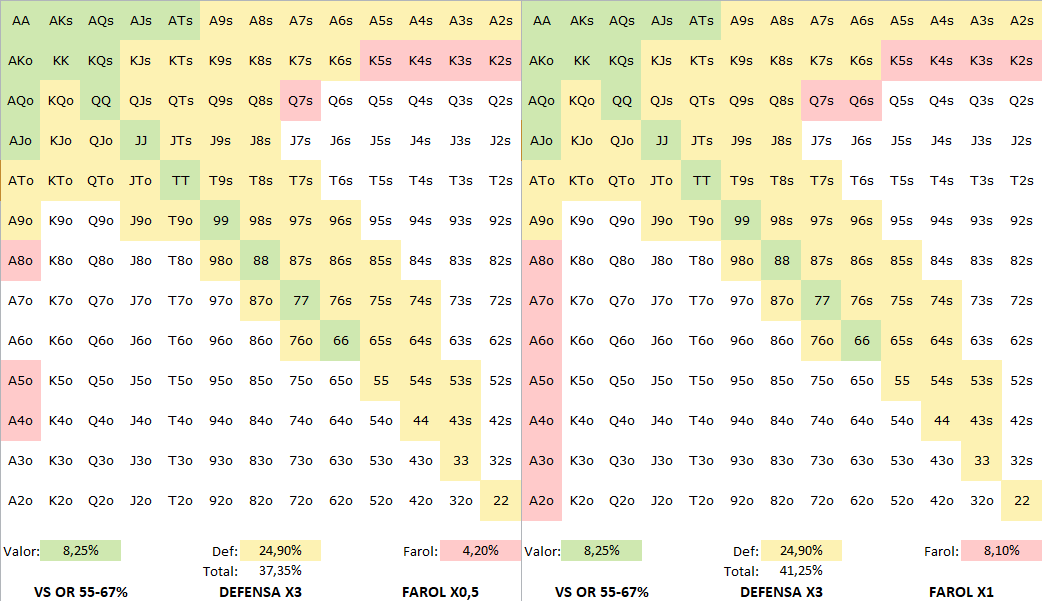 AA AKs AQs AJs ATs A9s A8s A7s A6s A5s A4s A3s A2s AA AKs AQs AJs ATs A9s A8s A7s A6s A5s A4s A3s A2s
AKo KK KQs KJs KTs K9s K8s K7s K6s K5s K4s K3s K2s AKo KK KQs KJs KTs K9s K8s K7s K6s K5s K4s K3s K2s
AQo KQo QQ QJs QTs Q9s Q8s Q7s Q6s Q5s Q4s Q3s Q2s AQo KQo QQ QJs QTs Q9s Q8s Q7s Q6s Q5s Q4s Q3s Q2s
AJo KJo QJo JJ JTs J9s J8s J7s J6s J5s J4s J3s J2s AJo KJo QJo JJ JTs J9s J8s J7s J6s J5s J4s J3s J2s
ATo KTo QTo JTo TT T9s T8s T7s T6s T5s T4s T3s T2s ATo KTo QTo JTo TT T9s T8s T7s T6s T5s T4s T3s T2s
A9o K9o Q9o J9o T9o 99 98s 97s 96s 95s 94s 93s 92s A9o K9o Q9o J9o T9o 99 98s 97s 96s 95s 94s 93s 92s
A8o K8o Q8o J8o T8o 98o 88 87s 86s 85s 84s 83s 82s A8o K8o Q8o J8o T8o 98o 88 87s 86s 85s 84s 83s 82s
A7o K7o Q7o J7o T7o 97o 87o 77 76s 75s 74s 73s 72s A7o K7o Q7o J7o T7o 97o 87o 77 76s 75s 74s 73s 72s
A6o K6o Q6o J6o T6o 96o 86o 76o 66 65s 64s 63s 62s A6o K6o Q6o J6o T6o 96o 86o 76o 66 65s 64s 63s 62s
A5o K5o Q5o J5o T5o 95o 85o 75o 65o 55 54s 53s 52s A5o K5o Q5o J5o T5o 95o 85o 75o 65o 55 54s 53s 52s
A4o K4o Q4o J4o T4o 94o 84o 74o 64o 54o 44 43s 42s A4o K4o Q4o J4o T4o 94o 84o 74o 64o 54o 44 43s 42s
A3o K3o Q3o J3o T3o 93o 83o 73o 63o 53o 43o 33 32s A3o K3o Q3o J3o T3o 93o 83o 73o 63o 53o 43o 33 32s
A2o K2o Q2o J2o T2o 92o 82o 72o 62o 52o 42o 32o 22 A2o K2o Q2o J2o T2o 92o 82o 72o 62o 52o 42o 32o 22
Valor: 8,25% Def: 24,90% Farol: 4,20% Valor: 8,25% Def: 24,90% Farol: 8,10%
Total: 37,35% Total: 41,25%
VS OR 55-67% DEFENSA X3 FAROL X0,5 VS OR 55-67% DEFENSA X3 FAROL X1